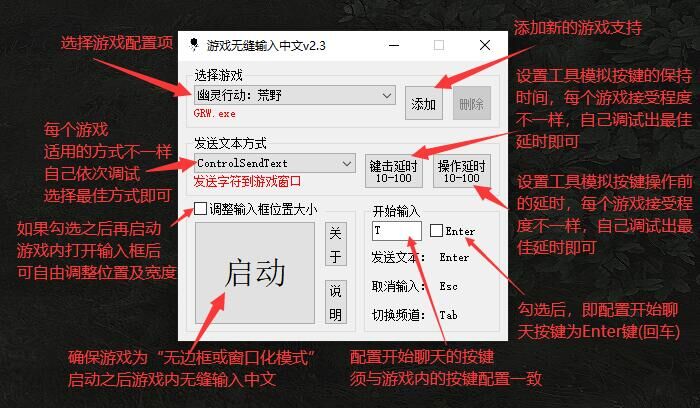 选择游戏配置项
添加新的游戏支持
游戏无缝输入中文v2.3
选择游戏
幽灵行动：荒野
GRW.exe
添加
删除
设置工具模拟按键的保持
时间，每个游戏接受程度
不一样，自己调试出最佳
延时即可
每个游戏
适用的方式不一样
自己依次调试
选择最佳方式即可
发送文本方式
ControlSendText
发送字符到游戏窗口
键击延时
10-100
操作延时
10-100
设置工具模拟按键操作前
的延时，每个游戏接受程
度不一样，自己调试出最
佳延时即可
如果勾选之后再启动
游戏内打开输入框后
可自由调整位置及宽度
调整输入框位置大小
启动
关于
说明
开始输入
T
Enter
发送文本： Enter
取消输入： Esc
切换频道： Tab
勾选后，即配置开始聊
天按键为Enter键(回车)
确保游戏为“无边框或窗口化模式”
启动之后游戏内无缝输入中文
配置开始聊天的按键
须与游戏内的按键配置一致